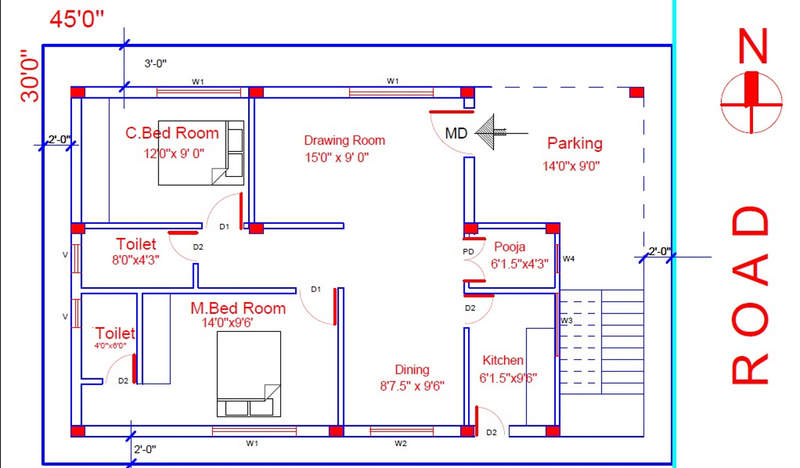 45'0"
30'0"
3'-0"
W1
W1
N
C.Bed Room
12'0"x 9' 0"
Drawing Room
15'0" x 9' 0"
MD
Parking
14'0"x 9'0"
2'-0"
D1
Toilet
8'0"x4'3"
D2
V
PD
Pooja
6'1.5"x4'3"
W4
2'-0"
ROAD
M.Bed Room
14'0"x9'6'
D1
D2
V
Toilet
4'0"x6'0"
D2
W3
Dining
8'7.5" x 9'6"
Kitchen
6'1.5"x9'6"
D2
W1
W2
2'-0"